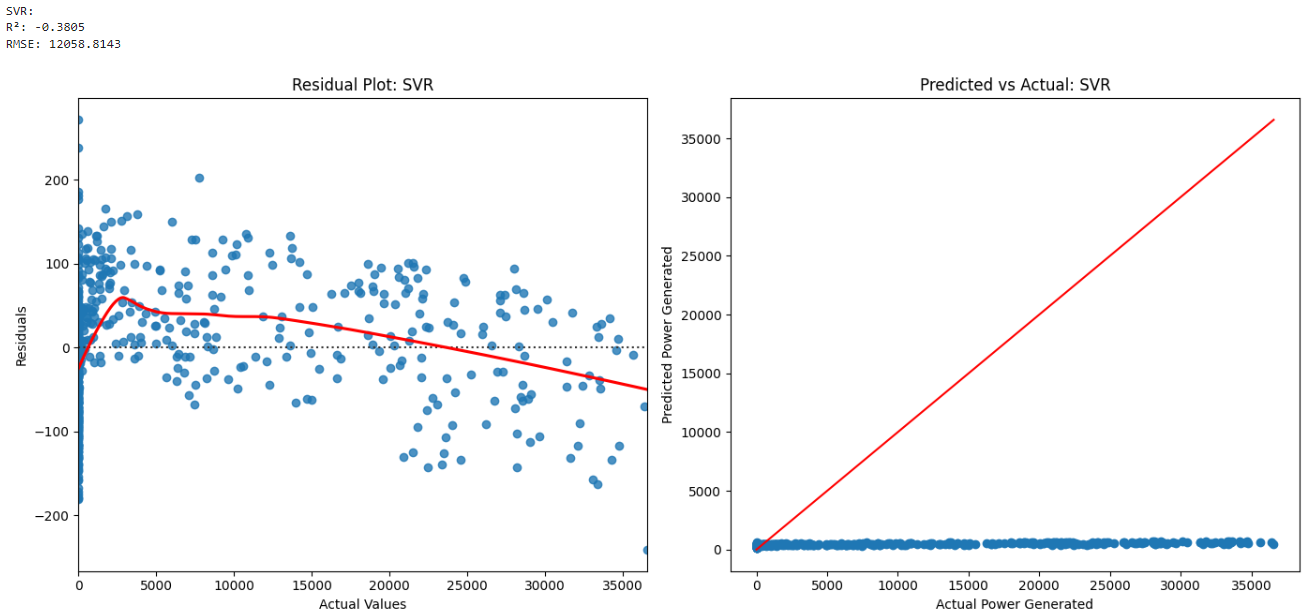 SVR:
R²: -0.3805
RMSE: 12058.8143
Residual Plot: SVR
Residuals
200
100
0
−100
−200
0 5000 10000 15000 20000 25000 30000 35000
Actual Values
Predicted vs Actual: SVR
Predicted Power Generated
35000
30000
25000
20000
15000
10000
5000
0
0 5000 10000 15000 20000 25000 30000 35000
Actual Power Generated